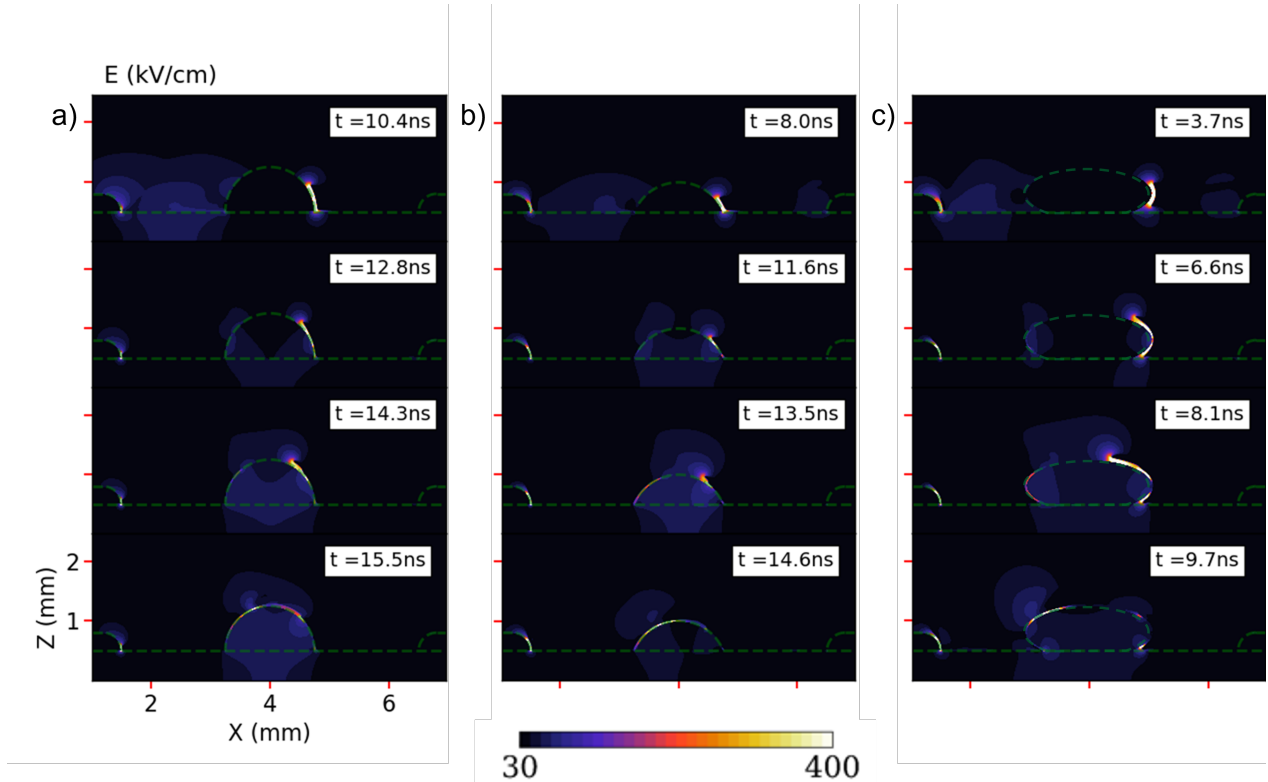 E (kV/cm)
a)
t =10.4ns
b)
t =8.0ns
c)
t =3.7ns
t =12.8ns
t =11.6ns
t =6.6ns
t =14.3ns
t =13.5ns
t =8.1ns
t =15.5ns
t =14.6ns
t =9.7ns
2
1
Z (mm)
2 4 6
X (mm)
30 400